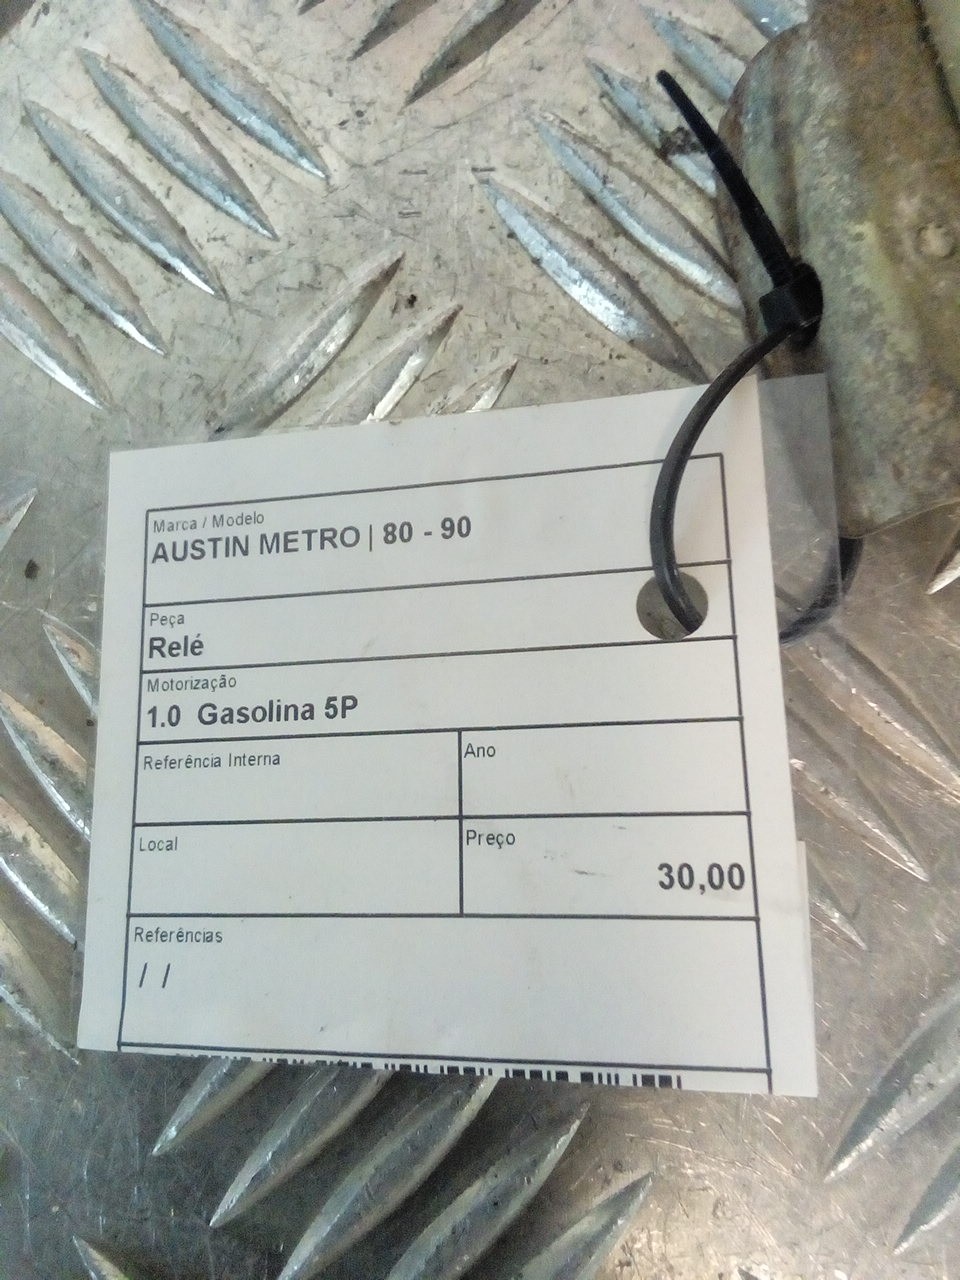 Marca / Modelo
AUSTIN METRO | 80 - 90
Peça
Relé
Motorização
1.0 Gasolina 5P
Referência Interna
Ano
Local
Preço
30,00
Referências
/ /